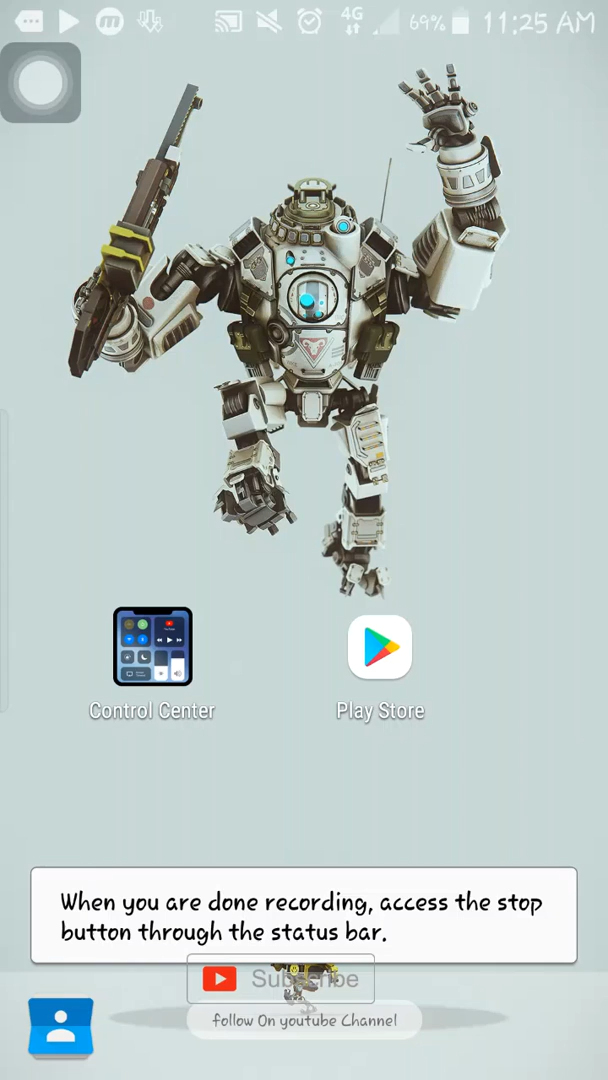 4G
69%
11:25 AM
Control Center
Play Store
When you are done recording, access the stop
button through the status bar.
Subscribe
follow On youtube Channel